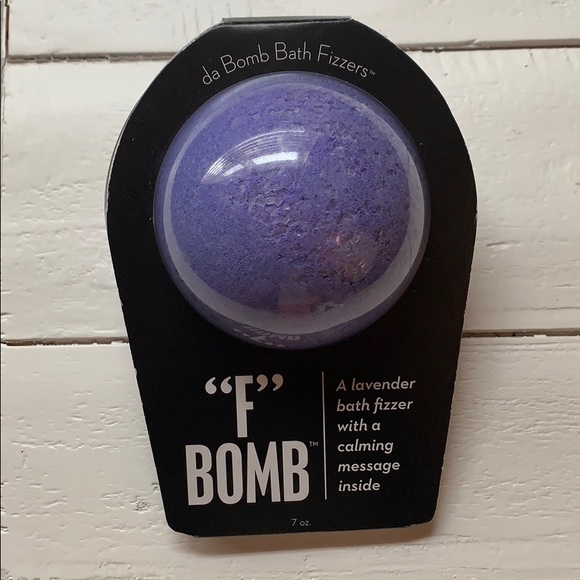 da Bomb Bath Fizzers™
“F”
BOMB™
A lavender
bath fizzer
with a
calming
message
inside
7 oz.